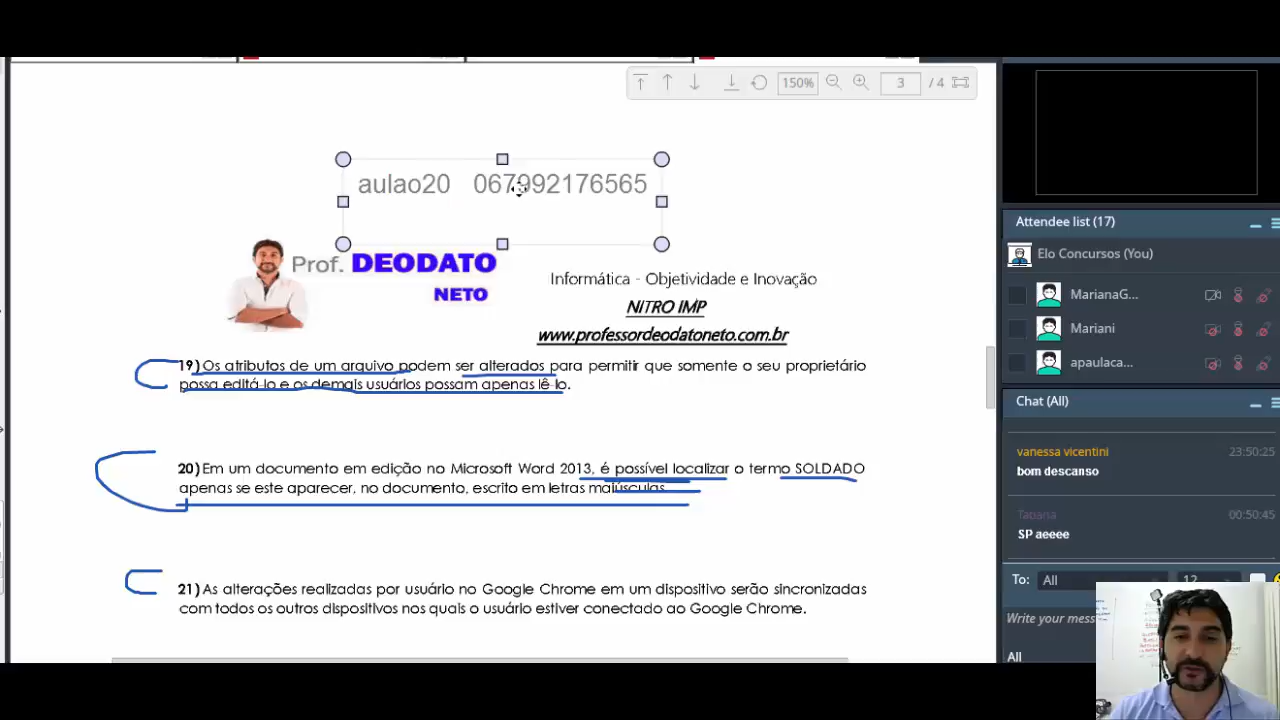 150%
3
/ 4
aulao20 067992176565
Prof. DEODATO
NETO
Informática - Objetividade e Inovação
NITRO IMP
www.professordeodatoneto.com.br
19) Os atributos de um arquivo podem ser alterados para permitir que somente o seu proprietário
possa editá-lo e os demais usuários possam apenas lê-lo.
20) Em um documento em edição no Microsoft Word 2013, é possível localizar o termo SOLDADO
apenas se este aparecer, no documento, escrito em letras maiúsculas.
21) As alterações realizadas por usuário no Google Chrome em um dispositivo serão sincronizadas
com todos os outros dispositivos nos quais o usuário estiver conectado ao Google Chrome.
Attendee list (17)
Elo Concursos (You)
MarianaG...
Mariani
apaulaca...
Chat (All)
vanessa vicentini 23:50:25
bom descanso
00:50:45
SP aeeee
To: All 12
Write your mess
All